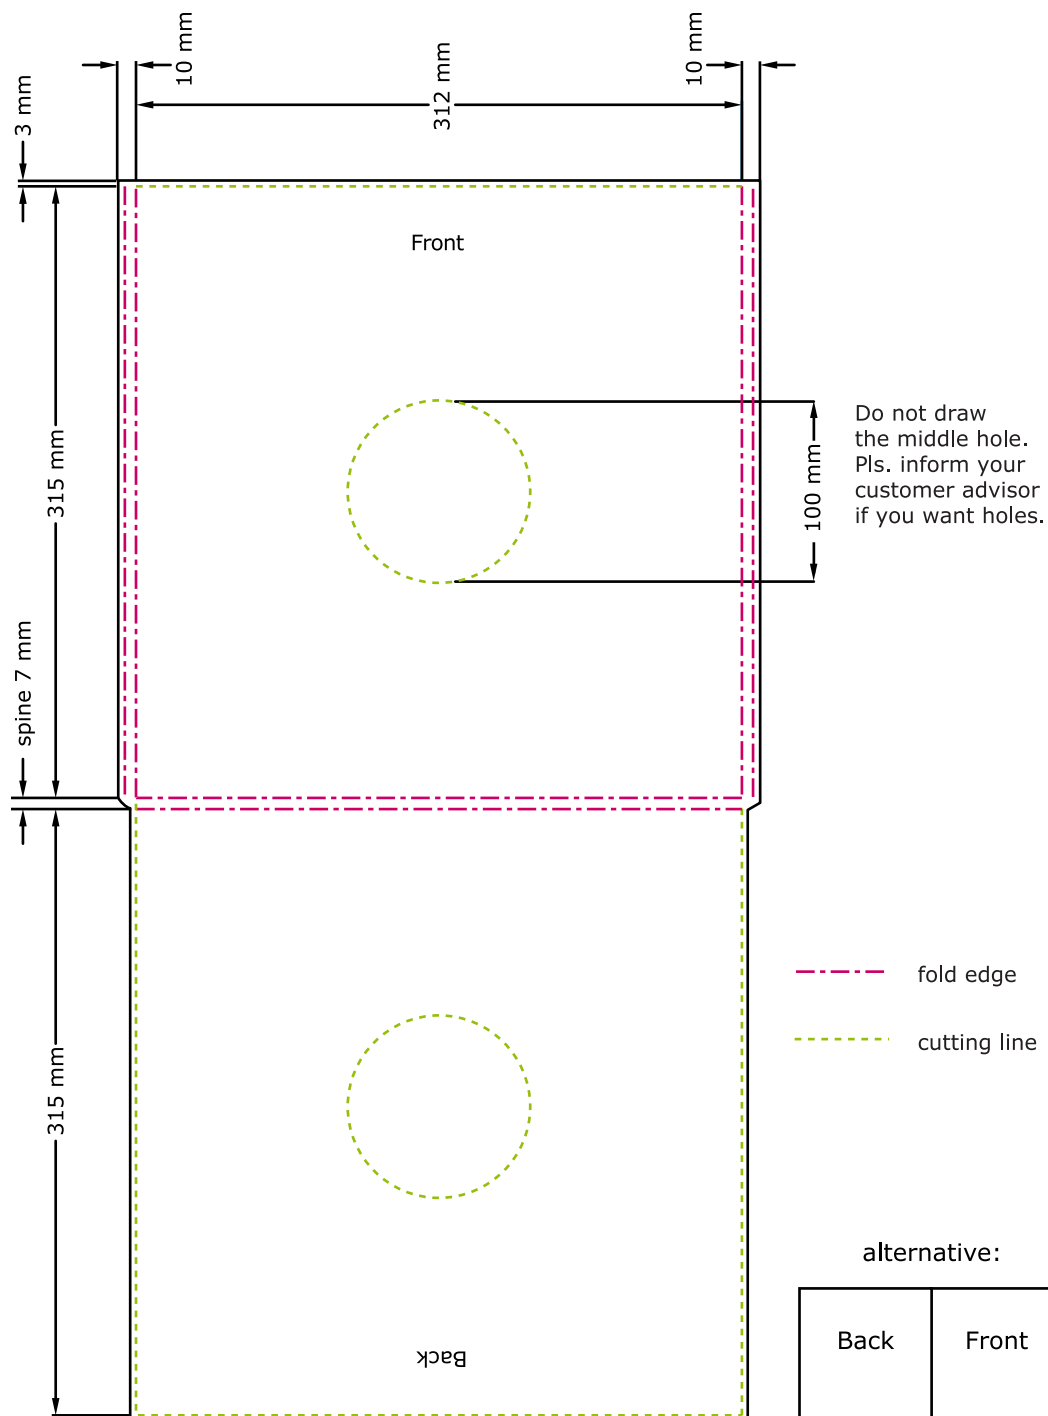 10 mm
10 mm
312 mm
3 mm
Front
315 mm
100 mm
Do not draw
the middle hole.
Pls. inform your
customer advisor
if you want holes.
spine 7 mm
fold edge
cutting line
315 mm
alternative:
Back
Front
Back